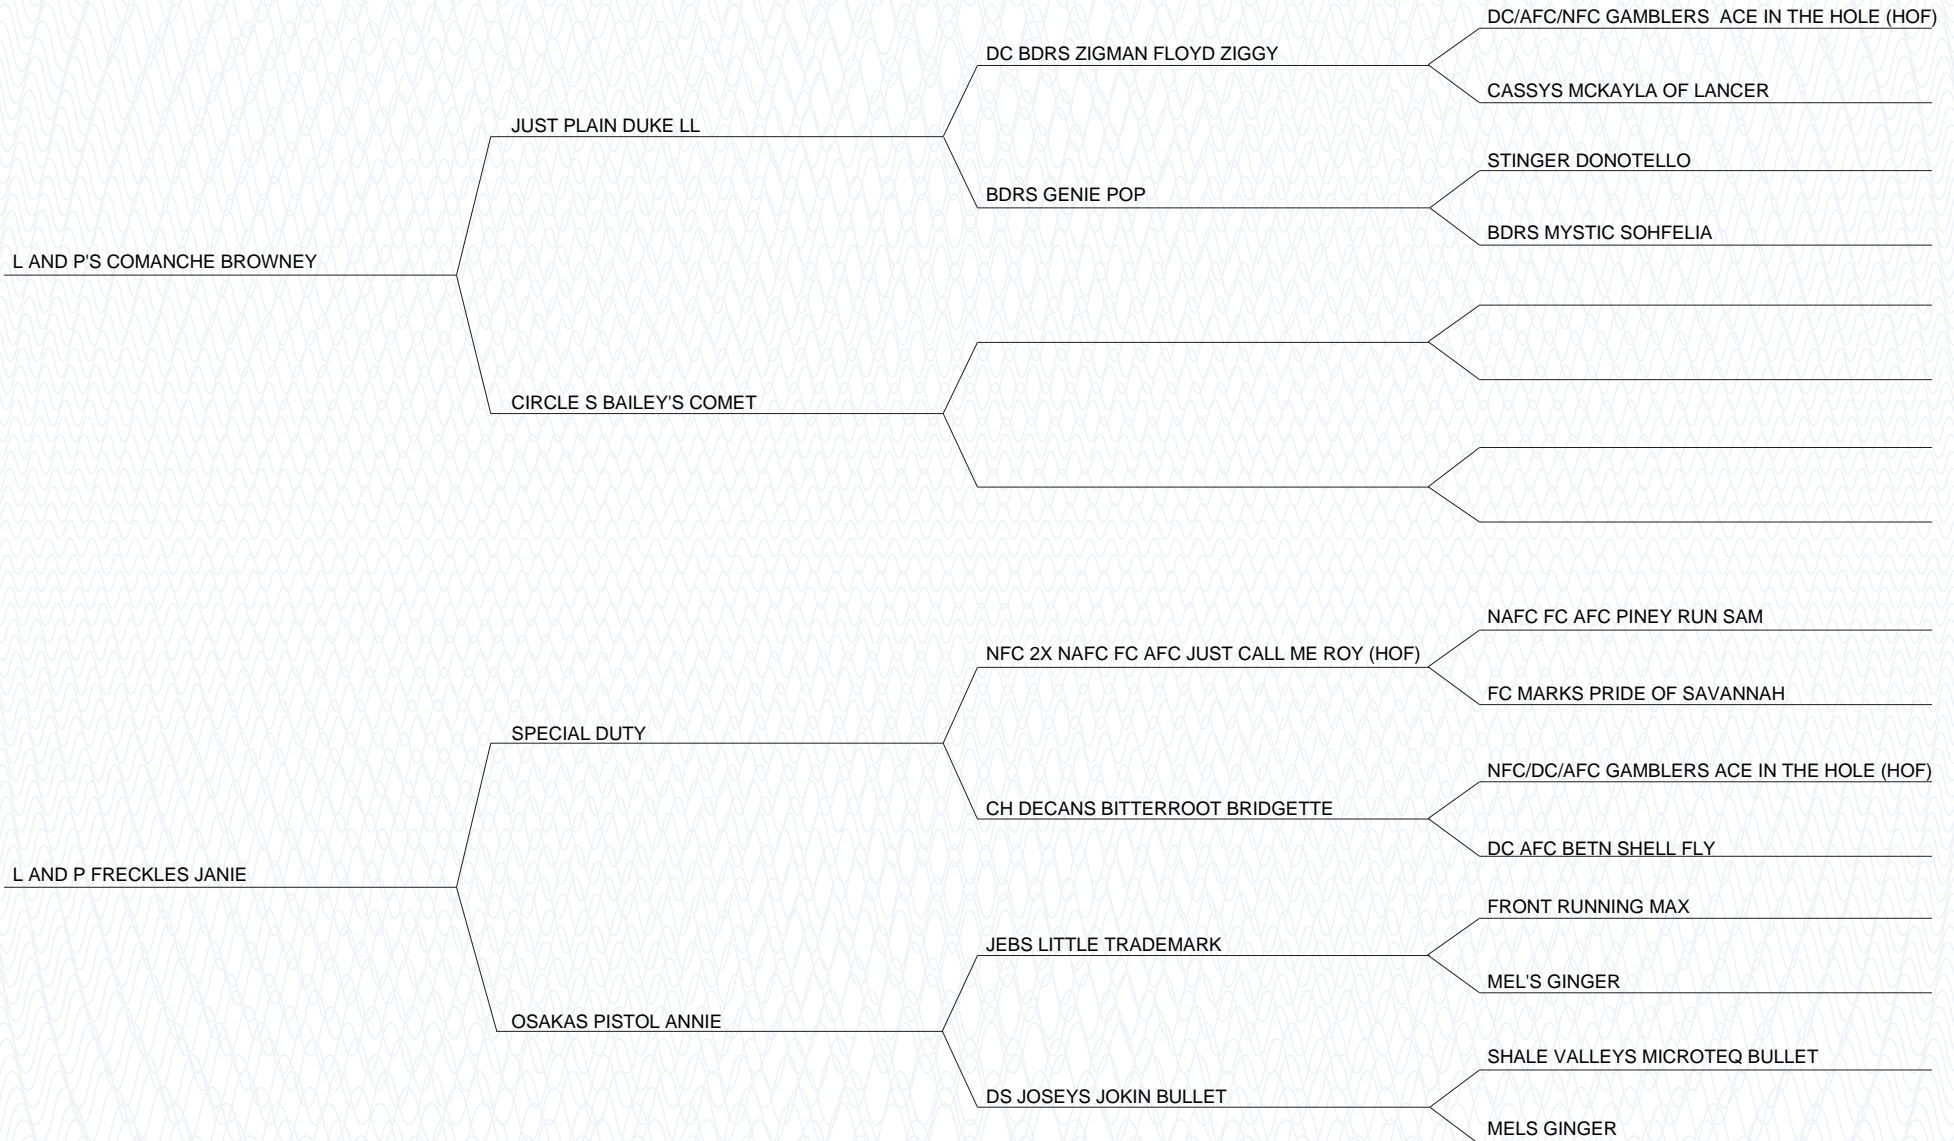 DC/AFC/NFC GAMBLERS  ACE IN THE HOLE (HOF)
DC BDRS ZIGMAN FLOYD ZIGGY
CASSYS MCKAYLA OF LANCER
JUST PLAIN DUKE LL
STINGER DONOTELLO
BDRS GENIE POP
BDRS MYSTIC SOHFELIA
L AND P'S COMANCHE BROWNEY
CIRCLE S BAILEY'S COMET
NAFC FC AFC PINEY RUN SAM
NFC 2X NAFC FC AFC JUST CALL ME ROY (HOF)
FC MARKS PRIDE OF SAVANNAH
SPECIAL DUTY
NFC/DC/AFC GAMBLERS ACE IN THE HOLE (HOF)
CH DECANS BITTERROOT BRIDGETTE
DC AFC BETN SHELL FLY
L AND P FRECKLES JANIE
FRONT RUNNING MAX
JEBS LITTLE TRADEMARK
MEL'S GINGER
OSAKAS PISTOL ANNIE
SHALE VALLEYS MICROTEQ BULLET
DS JOSEYS JOKIN BULLET
MELS GINGER